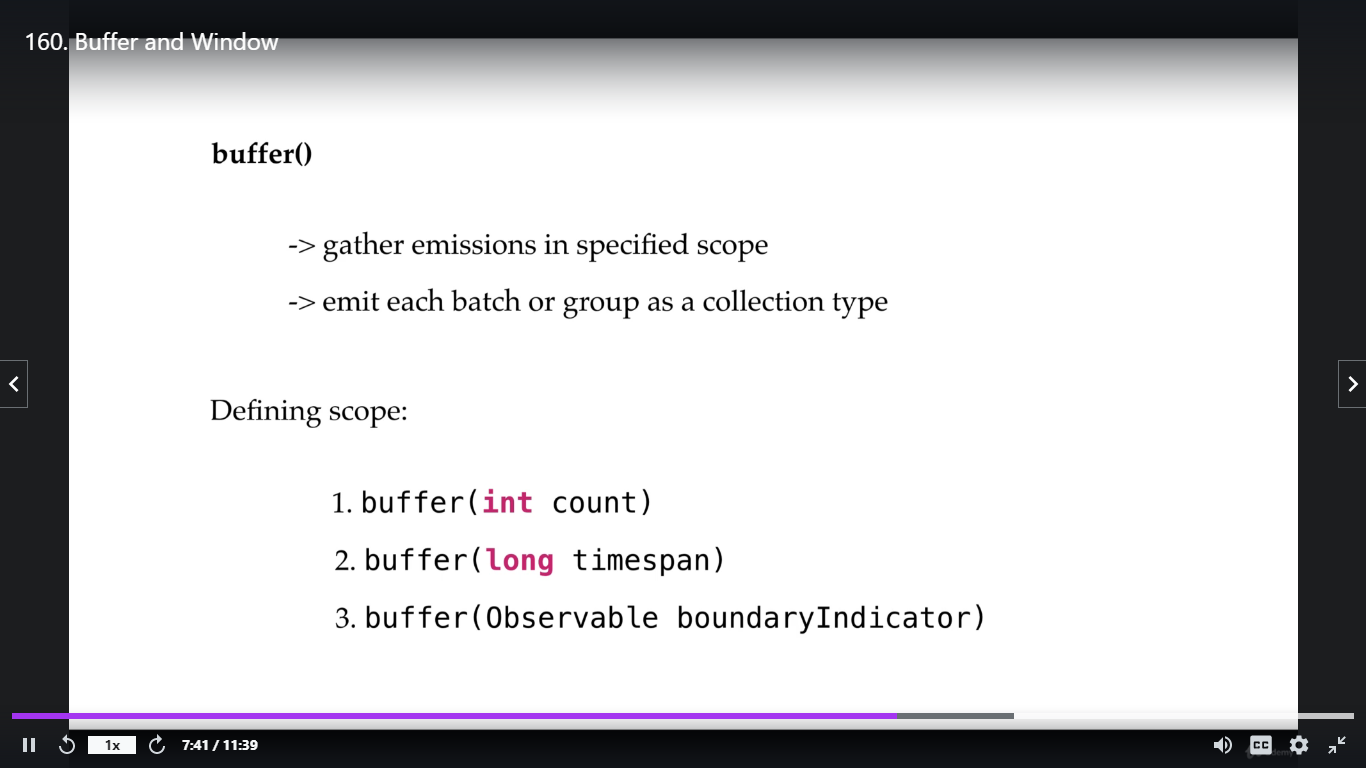 160. Buffer and Window
buffer()
-> gather emissions in specified scope
-> emit each batch or group as a collection type
Defining scope:
1. buffer(int count)
2. buffer(long timespan)
3. buffer(Observable boundaryIndicator)
1x
7:41 / 11:39
CC